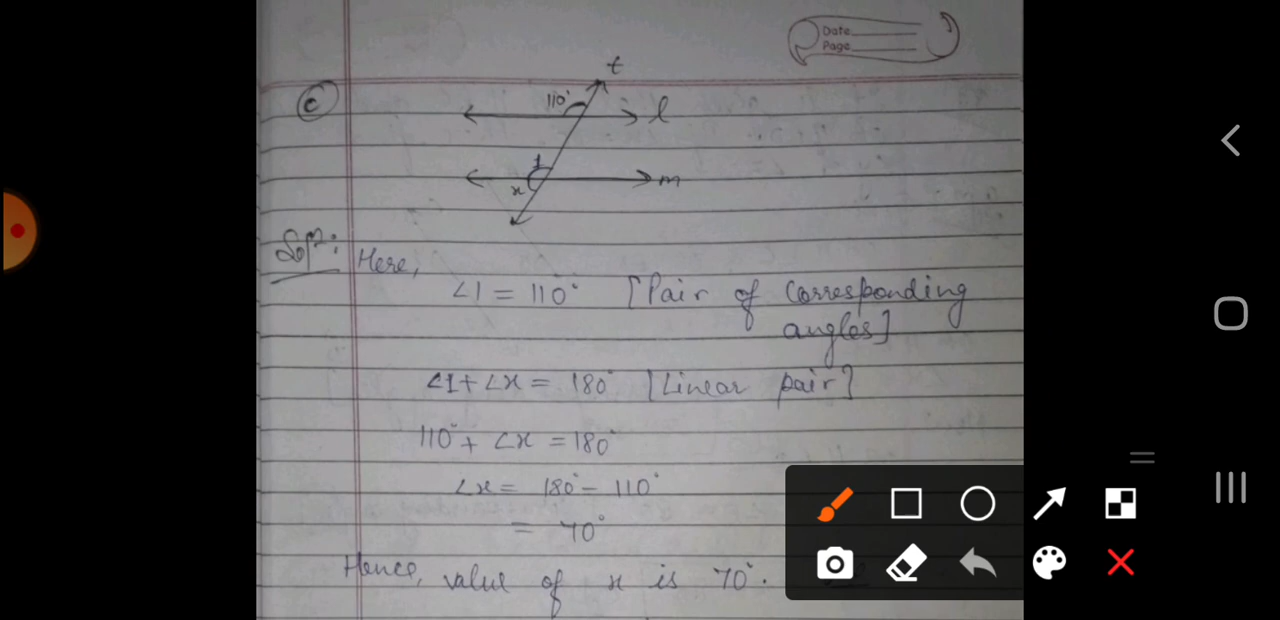 Date
Page
c
t
110°
l
1
x
m
Solⁿ:
Here,
∠1 = 110° [Pair of Corresponding
angles]
∠1 + ∠x = 180° [Linear pair]
110° + ∠x = 180°
∠x = 180° - 110°
= 70°
Hence, value of x is 70°.